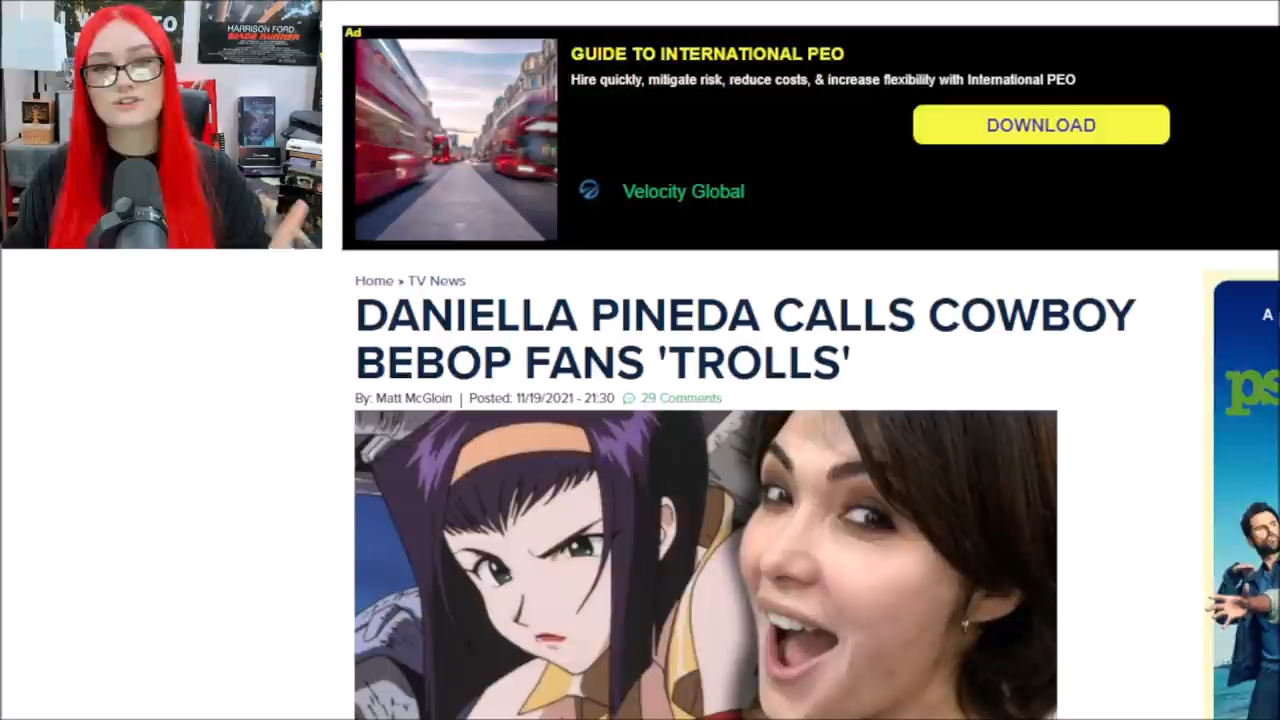 HARRISON FORD
BLADE RUNNER
Ad
GUIDE TO INTERNATIONAL PEO
Hire quickly, mitigate risk, reduce costs, & increase flexibility with International PEO
DOWNLOAD
Velocity Global
Home » TV News
DANIELLA PINEDA CALLS COWBOY
BEBOP FANS 'TROLLS'
By: Matt McGloin | Posted: 11/19/2021 - 21:30 29 Comments
A
ps